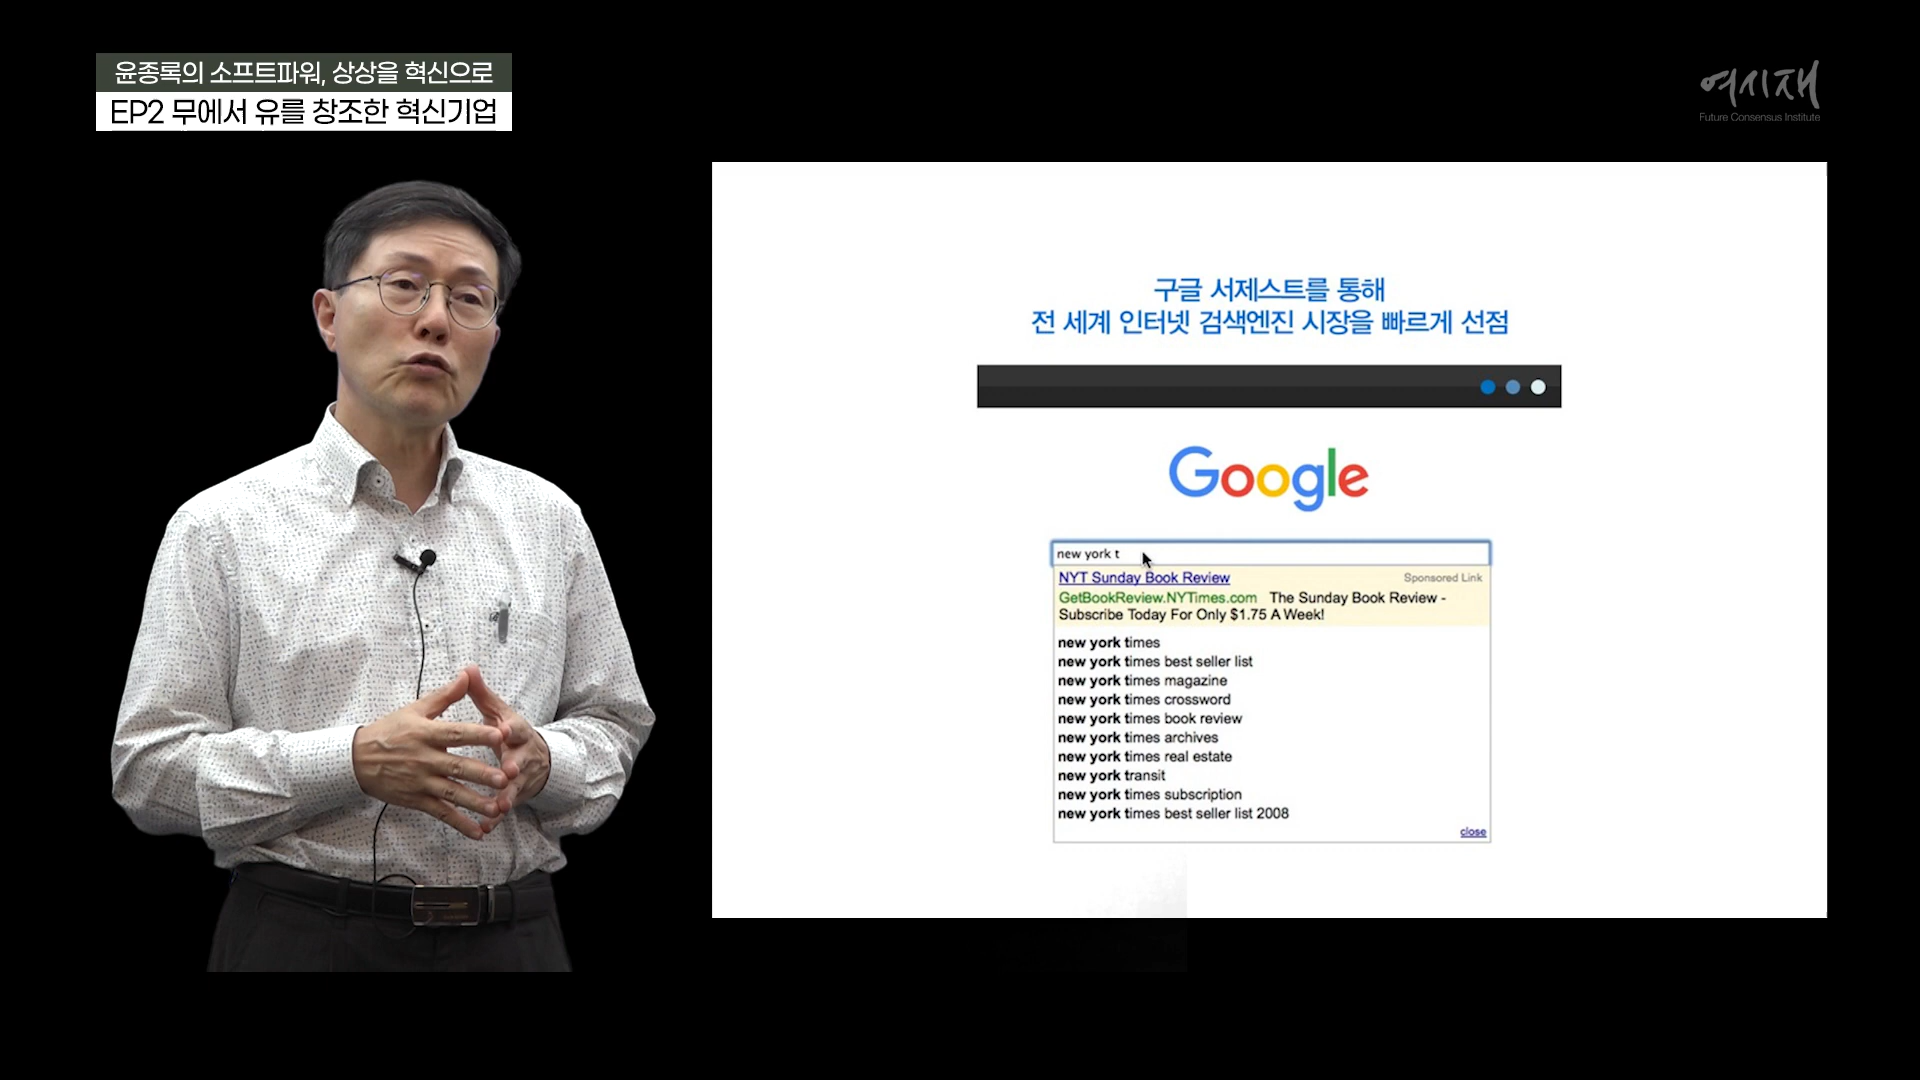 윤종록의 소프트파워, 상상을 혁신으로
EP2 무에서 유를 창조한 혁신기업
여시재
Future Consensus Institute
구글 서제스트를 통해
전 세계 인터넷 검색엔진 시장을 빠르게 선점
Google
new york t
NYT Sunday Book Review
Sponsored Link
GetBookReview.NYTimes.com The Sunday Book Review -
Subscribe Today For Only $1.75 A Week!
new york times
new york times best seller list
new york times magazine
new york times crossword
new york times book review
new york times archives
new york times real estate
new york transit
new york times subscription
new york times best seller list 2008
close